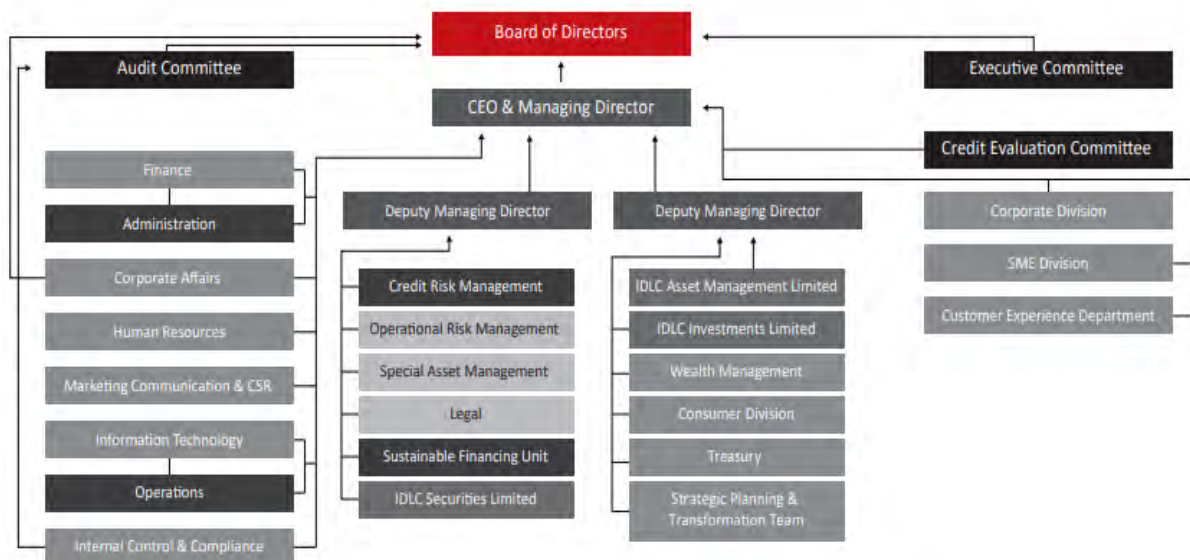 Board of Directors
Audit Committee
Executive Committee
CEO & Managing Director
Credit Evaluation Committee
Finance
Administration
Corporate Affairs
Human Resources
Marketing Communication & CSR
Information Technology
Operations
Internal Control & Compliance
Deputy Managing Director
Credit Risk Management
Operational Risk Management
Special Asset Management
Legal
Sustainable Financing Unit
IDLC Securities Limited
Deputy Managing Director
IDLC Asset Management Limited
IDLC Investments Limited
Wealth Management
Consumer Division
Treasury
Strategic Planning &
Transformation Team
Corporate Division
SME Division
Customer Experience Department